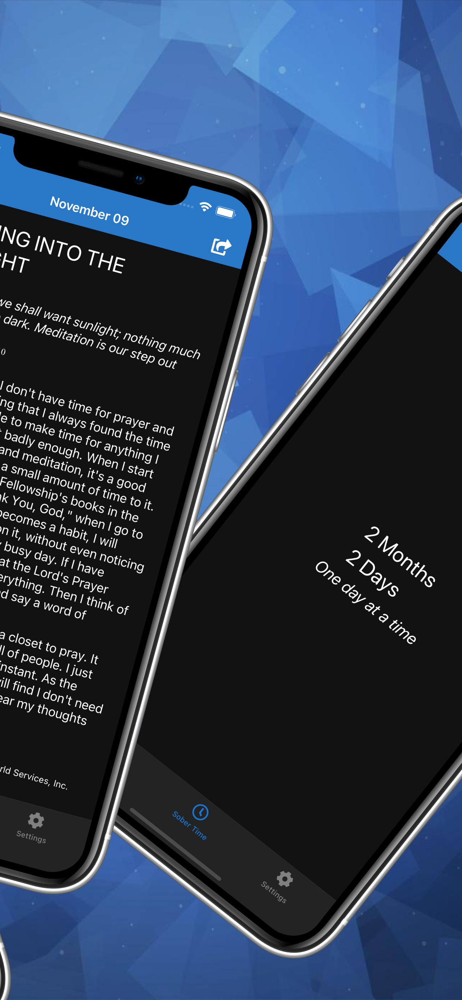 November 09
ING INTO THE
GHT
we shall want sunlight; nothing much
dark. Meditation is our step out
I don't have time for prayer and
ing that I always found the time
le to make time for anything I
t badly enough. When I start
and meditation, it's a good
a small amount of time to it.
Fellowship's books in the
nk You, God," when I go to
becomes a habit, I will
on it, without even noticing
y busy day. If I have
at the Lord's Prayer
erything. Then I think of
ed say a word of
a closet to pray. It
ll of people. I just
instant. As the
will find I don't need
ear my thoughts
rld Services, Inc.
Settings
2 Months
2 Days
One day at a time
Sober Time
Settings